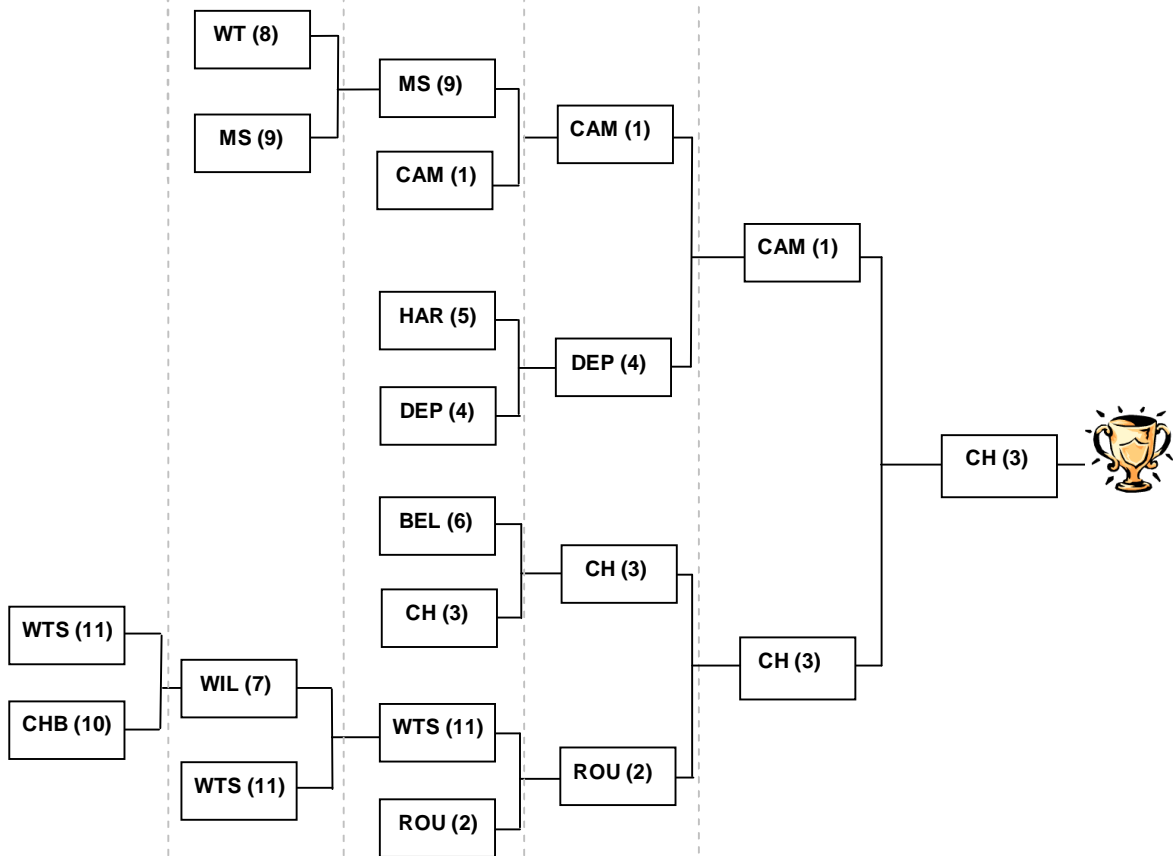 WT (8)
MS (9)
MS (9)
CAM (1)
CAM (1)
CAM (1)
HAR (5)
DEP (4)
DEP (4)
CH (3)
BEL (6)
CH (3)
CH (3)
CH (3)
WTS (11)
CHB (10)
WIL (7)
WTS (11)
WTS (11)
ROU (2)
ROU (2)